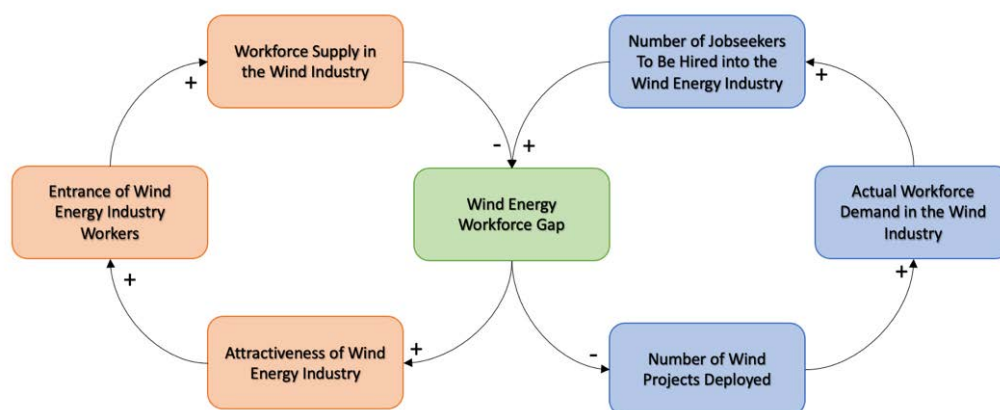 Workforce Supply in
the Wind Industry
Number of Jobseekers
To Be Hired into the
Wind Energy Industry
+
-
+
+
Entrance of Wind
Energy Industry
Workers
Wind Energy
Workforce Gap
Actual Workforce
Demand in the Wind
Industry
+
+
Attractiveness of Wind
Energy Industry
+
-
Number of Wind
Projects Deployed